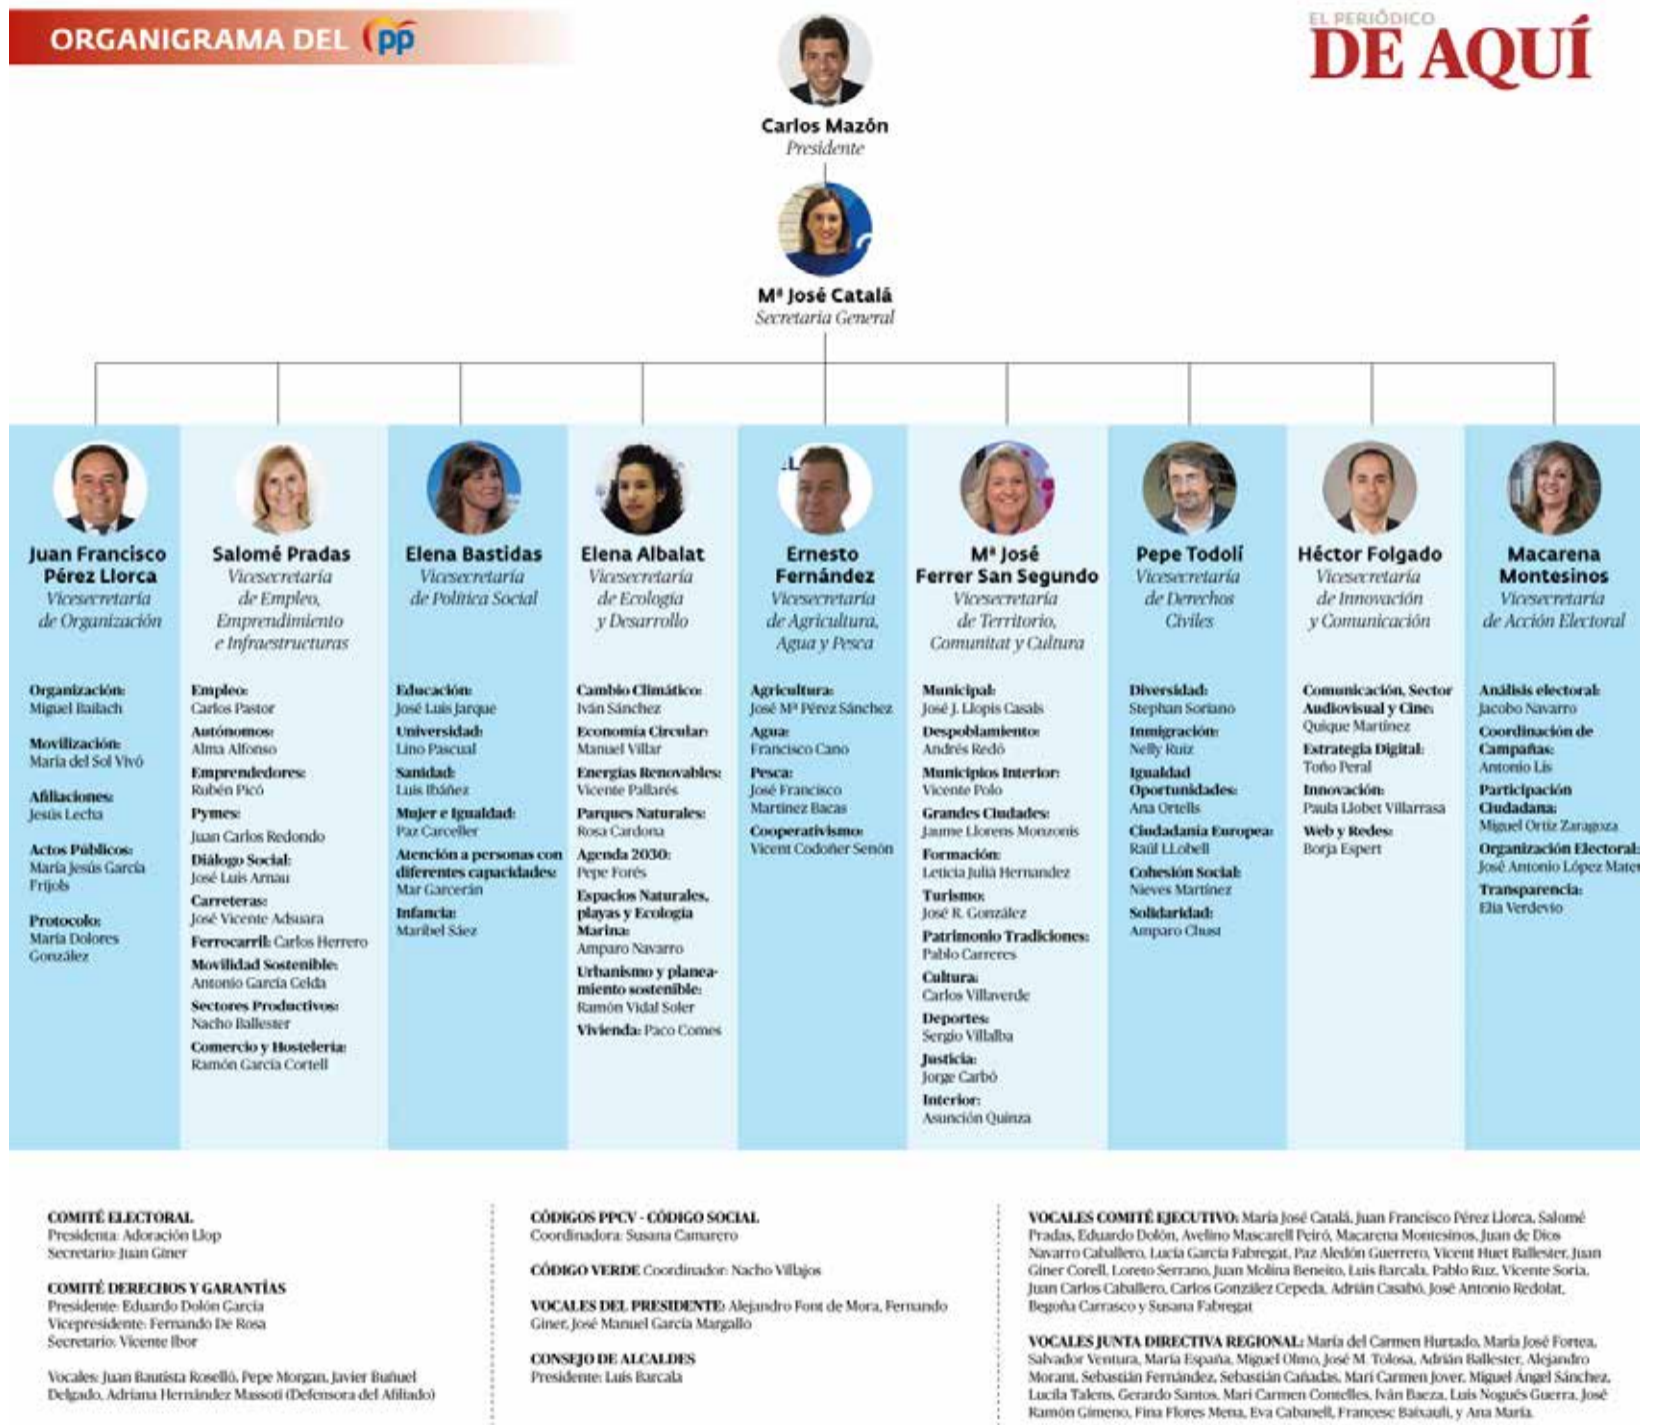 ORGANIGRAMA DEL PP
EL PERIÓDICO
DE AQUÍ
Carlos Mazón
Presidente
Mª José Catalá
Secretaria General
Juan Francisco
Pérez Llorca
Vicesecretaría
de Organización
Organización:
Miguel Bailach
Movilización:
María del Sol Vivó
Afiliaciones:
Jesús Lecha
Actos Públicos:
María Jesús García
Frijols
Protocolo:
María Dolores
González
Salomé Pradas
Vicesecretaría
de Empleo,
Emprendimiento
e Infraestructuras
Empleo:
Carlos Pastor
Autónomos:
Alma Alfonso
Emprendedores:
Rubén Picó
Pymes:
Juan Carlos Redondo
Diálogo Social:
José Luis Arnau
Carreteras:
José Vicente Adsuara
Ferrocarril: Carlos Herrero
Movilidad Sostenible:
Antonio García Celda
Sectores Productivos:
Nacho Ballester
Comercio y Hostelería:
Ramón García Cortell
Elena Bastidas
Vicesecretaría
de Política Social
Educación:
José Luis Jarque
Universidad:
Lino Pascual
Sanidad:
Luis Ibáñez
Mujer e Igualdad:
Paz Carceller
Atención a personas con
diferentes capacidades:
Mar Garcerán
Infancia:
Maribel Sáez
Elena Albalat
Vicesecretaría
de Ecología
y Desarrollo
Cambio Climático:
Iván Sánchez
Economía Circular:
Manuel Villar
Energías Renovables:
Vicente Pallarés
Parques Naturales:
Rosa Cardona
Agenda 2030:
Pepe Forés
Espacios Naturales,
playas y Ecología
Marina:
Amparo Navarro
Urbanismo y planea-
miento sostenible:
Ramón Vidal Soler
Vivienda: Paco Comes
Ernesto
Fernández
Vicesecretaría
de Agricultura,
Agua y Pesca
Agricultura:
José Mª Pérez Sánchez
Agua:
Francisco Cano
Pesca:
José Francisco
Martínez Bacas
Cooperativismo:
Vicent Codoñer Senón
Mª José
Ferrer San Segundo
Vicesecretaría
de Territorio,
Comunitat y Cultura
Municipal:
José J. Llopis Casals
Despoblamiento:
Andrés Redó
Municipios Interior:
Vicente Polo
Grandes Ciudades:
Jaume Llorens Monzonis
Formación:
Leticia Juliá Hernandez
Turismo:
José R. González
Patrimonio Tradiciones:
Pablo Carreres
Cultura:
Carlos Villaverde
Deportes:
Sergio Villalba
Justicia:
Jorge Carbó
Interior:
Asunción Quinza
Pepe Todolí
Vicesecretaría
de Derechos
Civiles
Diversidad:
Stephan Soriano
Inmigración:
Nelly Ruiz
Igualdad
Oportunidades:
Ana Ortells
Ciudadanía Europea:
Raül LLobell
Cohesión Social:
Nieves Martínez
Solidaridad:
Amparo Chust
Héctor Folgado
Vicesecretaría
de Innovación
y Comunicación
Comunicación, Sector
Audiovisual y Cine:
Quique Martínez
Estrategia Digital:
Toño Peral
Innovación:
Paula Llobet Villarrasa
Web y Redes:
Borja Espert
Macarena
Montesinos
Vicesecretaría
de Acción Electoral
Análisis electoral:
Jacobo Navarro
Coordinación de
Campañas:
Antonio Lis
Participación
Ciudadana:
Miguel Ortiz Zaragoza
Organización Electoral:
José Antonio López Mate
Transparencia:
Elia Verdevío
COMITÉ ELECTORAL
Presidenta: Adoración Llop
Secretario: Juan Giner
COMITÉ DERECHOS Y GARANTÍAS
Presidente: Eduardo Dolón García
Vicepresidente: Fernando De Rosa
Secretario: Vicente Ibor
Vocales: Juan Bautista Roselló, Pepe Morgan, Javier Buñuel
Delgado, Adriana Hernández Massoti (Defensora del Afiliado)
CÓDIGOS PPCV - CÓDIGO SOCIAL
Coordinadora: Susana Camarero
CÓDIGO VERDE Coordinador: Nacho Villajos
VOCALES DEL PRESIDENTE: Alejandro Font de Mora, Fernando
Giner, José Manuel García Margallo
CONSEJO DE ALCALDES
Presidente: Luis Barcala
VOCALES COMITÉ EJECUTIVO: María José Catalá, Juan Francisco Pérez Llorca, Salomé
Pradas, Eduardo Dolón, Avelino Mascarell Peiró, Macarena Montesinos, Juan de Dios
Navarro Caballero, Lucía García Fabregat, Paz Aledón Guerrero, Vicent Huet Ballester, Juan
Giner Corell, Loreto Serrano, Juan Molina Beneito, Luis Barcala, Pablo Ruz, Vicente Soria,
Juan Carlos Caballero, Carlos González Cepeda, Adrián Casabó, José Antonio Redolat,
Begoña Carrasco y Susana Fabregat
VOCALES JUNTA DIRECTIVA REGIONAL: María del Carmen Hurtado, María José Fortea,
Salvador Ventura, María España, Miguel Olmo, José M. Tolosa, Adrián Ballester, Alejandro
Morant, Sebastián Fernández, Sebastián Cañadas, Mari Carmen Jover, Miguel Ángel Sánchez,
Lucila Talens, Gerardo Santos, Mari Carmen Contelles, Iván Baeza, Luis Nogués Guerra, José
Ramón Gimeno, Fina Flores Mena, Eva Cabanell, Francesc Baixauli, y Ana María.